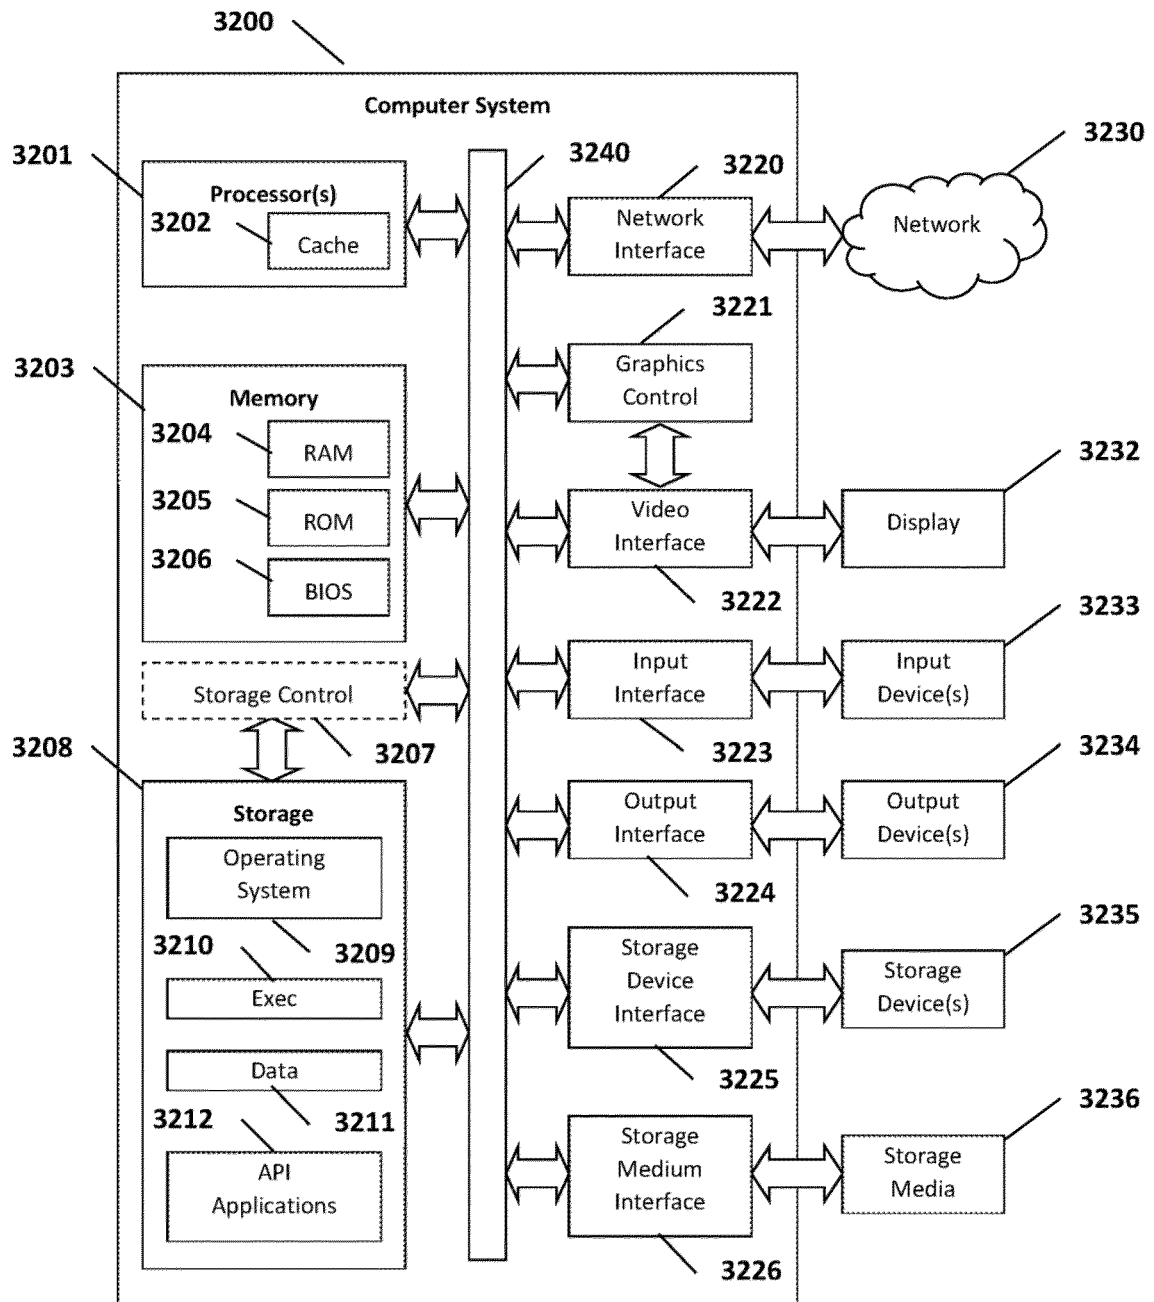 3200
Computer System
3201
Processor(s)
3202
Cache
3203
Memory
3204
RAM
3205
ROM
3206
BIOS
Storage Control
3207
3208
Storage
Operating
System
3209
3210
Exec
Data
3211
3212
API
Applications
3240
3220
Network
Interface
3230
Network
3221
Graphics
Control
Video
Interface
3222
3232
Display
Input
Interface
3223
3233
Input
Device(s)
Output
Interface
3224
3234
Output
Device(s)
Storage
Device
Interface
3225
3235
Storage
Device(s)
Storage
Medium
Interface
3226
3236
Storage
Media